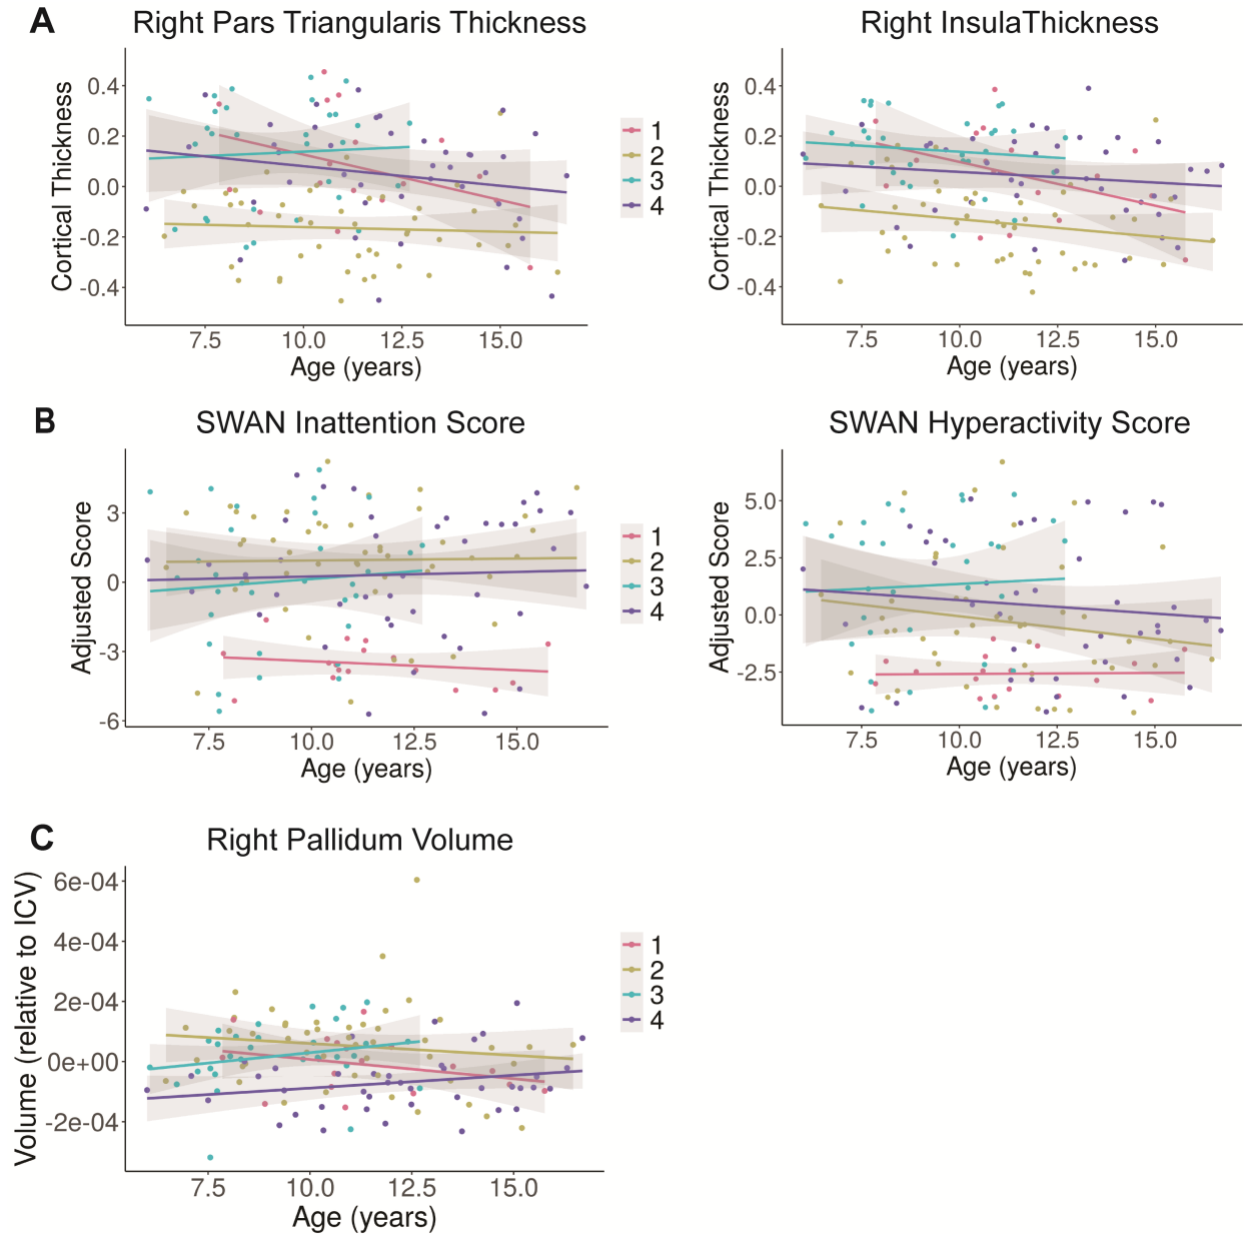 A
Right Pars Triangularis Thickness
Cortical Thickness
0.4
0.2
0.0
-0.2
-0.4
7.5 10.0 12.5 15.0
Age (years)
1
2
3
4
Right InsulaThickness
Cortical Thickness
0.4
0.2
0.0
-0.2
-0.4
7.5 10.0 12.5 15.0
Age (years)
B
SWAN Inattention Score
Adjusted Score
3
0
-3
-6
7.5 10.0 12.5 15.0
Age (years)
1
2
3
4
SWAN Hyperactivity Score
Adjusted Score
5.0
2.5
0.0
-2.5
7.5 10.0 12.5 15.0
Age (years)
C
Right Pallidum Volume
Volume (relative to ICV)
6e-04
4e-04
2e-04
0e+00
-2e-04
7.5 10.0 12.5 15.0
Age (years)
1
2
3
4